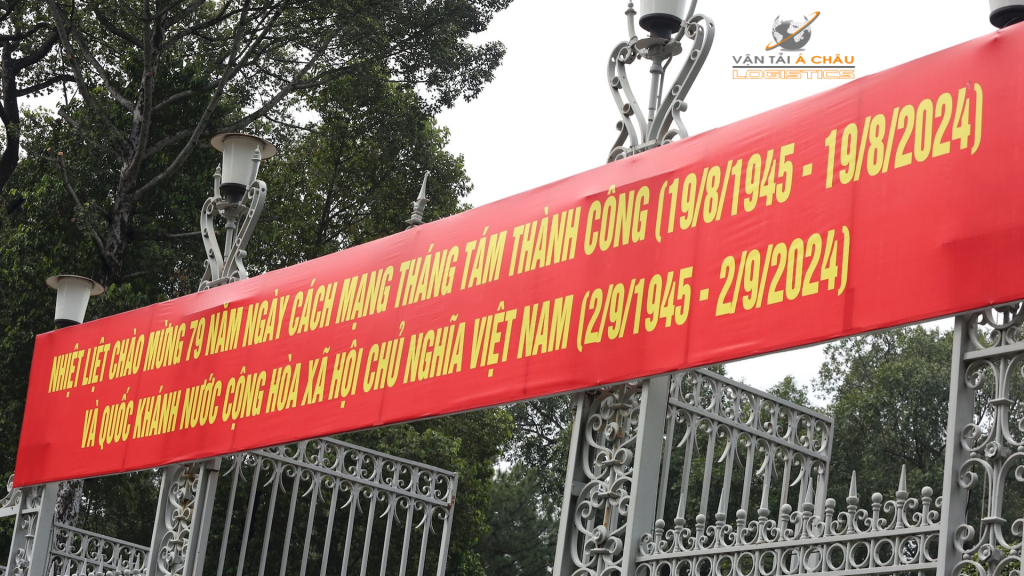 VẬN TẢI Á CHÂU
LOGISTICS
NHIỆT LIỆT CHÀO MỪNG 79 NĂM NGÀY CÁCH MẠNG THÁNG TÁM THÀNH CÔNG (19/8/1945 - 19/8/2024)
VÀ QUỐC KHÁNH NƯỚC CỘNG HÒA XÃ HỘI CHỦ NGHĨA VIỆT NAM (2/9/1945 - 2/9/2024)